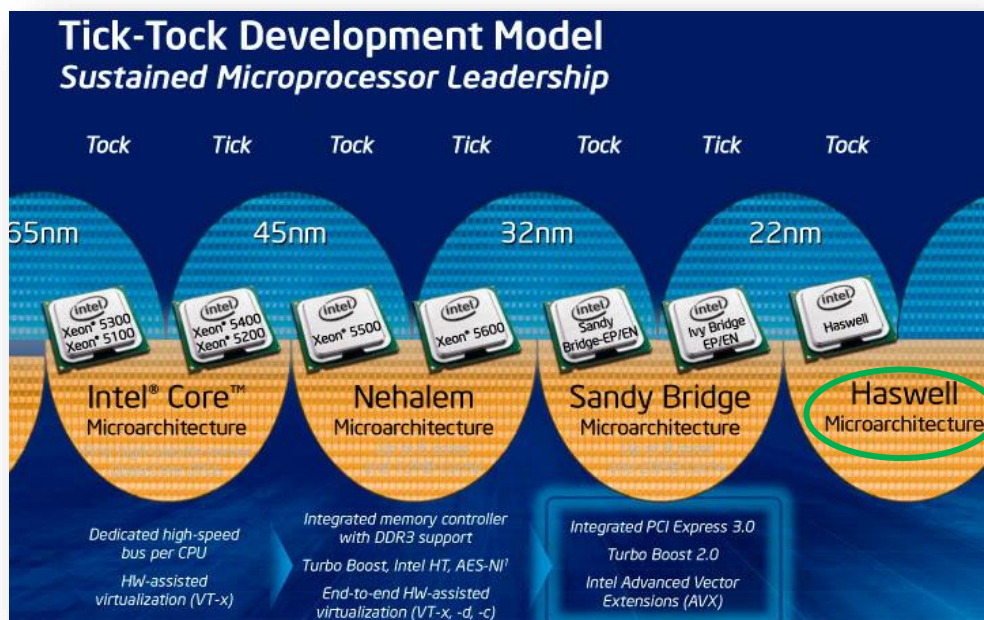 Tick-Tock Development Model
Sustained Microprocessor Leadership
Tock Tick Tock Tick Tock Tick Tock
65nm 45nm 32nm 22nm
intel
Xeon® 5300
Xeon® 5100
intel
Xeon® 5400
Xeon® 5200
intel
Xeon® 5500
intel
Xeon® 5600
intel
Sandy
Bridge-EP/EN
intel
Ivy Bridge
EP/EN
intel
Haswell
Intel® Core™
Microarchitecture
Nehalem
Microarchitecture
Sandy Bridge
Microarchitecture
Haswell
Microarchitecture
Dedicated high-speed
bus per CPU
HW-assisted
virtualization (VT-x)
Integrated memory controller
with DDR3 support
Turbo Boost, Intel HT, AES-NI¹
End-to-end HW-assisted
virtualization (VT-x, -d, -c)
Integrated PCI Express 3.0
Turbo Boost 2.0
Intel Advanced Vector
Extensions (AVX)